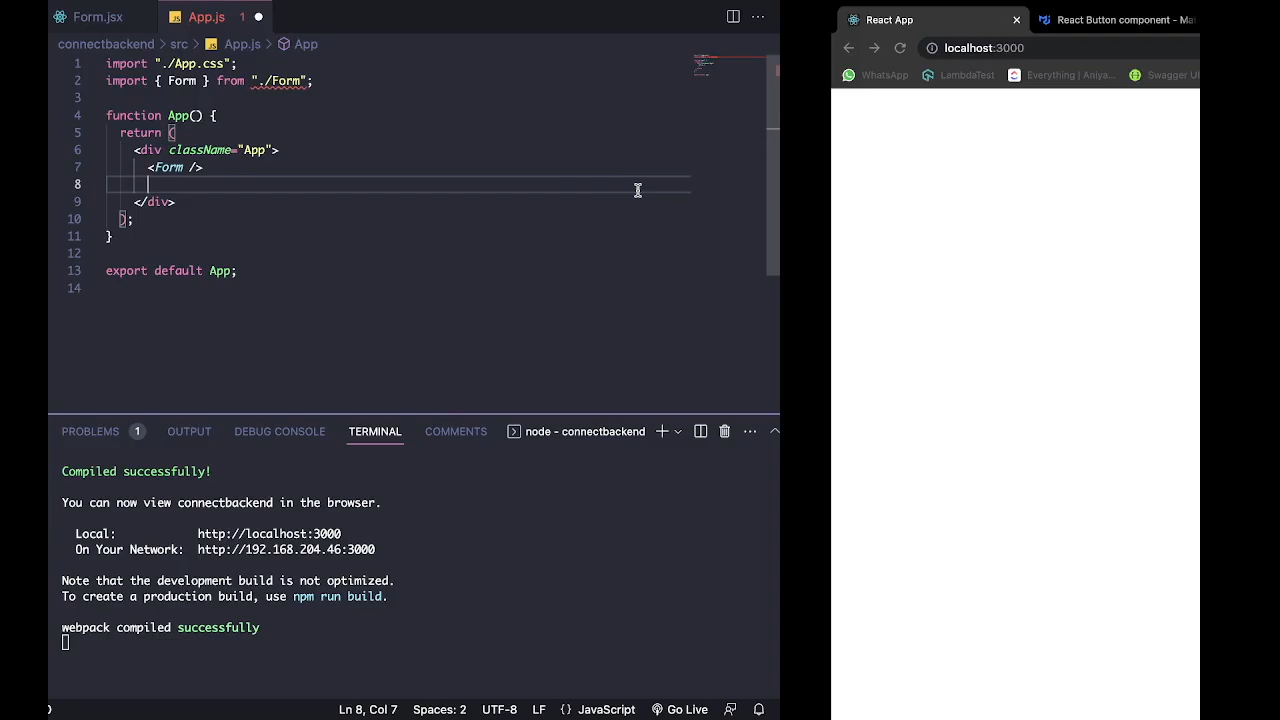 Form.jsx
App.js 1
connectbackend > src > App.js > App
1 import "./App.css";
2 import { Form } from "./Form";
3
4 function App() {
5 return (
6 <div className="App">
7 <Form />
8
9 </div>
10 );
11 }
12
13 export default App;
14
PROBLEMS 1 OUTPUT DEBUG CONSOLE TERMINAL COMMENTS node - connectbackend
Compiled successfully!
You can now view connectbackend in the browser.
Local: http://localhost:3000
On Your Network: http://192.168.204.46:3000
Note that the development build is not optimized.
To create a production build, use npm run build.
webpack compiled successfully
Ln 8, Col 7 Spaces: 2 UTF-8 LF {} JavaScript Go Live
React App
React Button component - Mat
localhost:3000
WhatsApp LambdaTest Everything | Aniya... Swagger UI